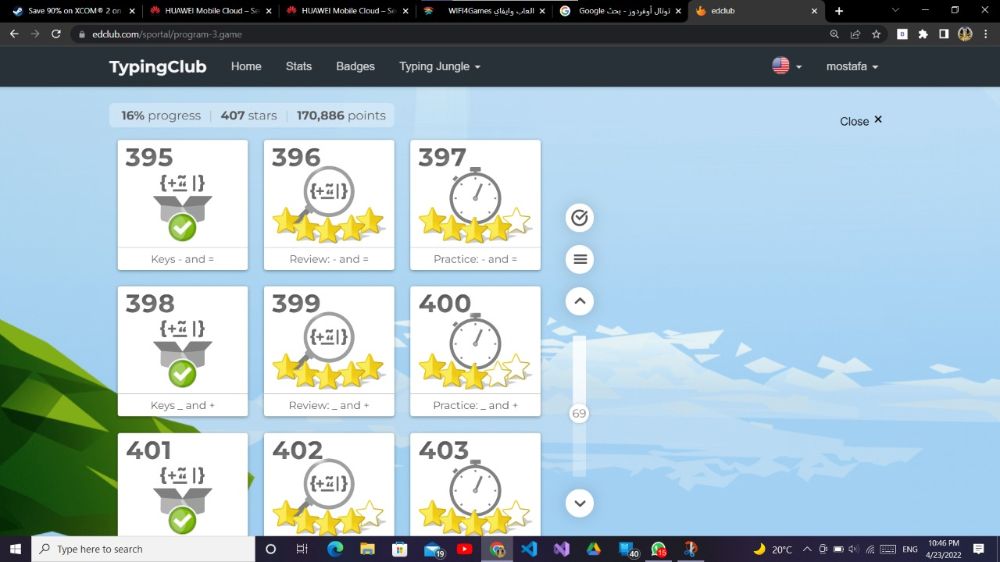 Save 90% on XCOM® 2 on
HUAWEI Mobile Cloud – Se
HUAWEI Mobile Cloud – Se
العاب وايفاي WIFI4Games
توتال أوفردوز - بحث Google
edclub
edclub.com/sportal/program-3.game
TypingClub
Home
Stats
Badges
Typing Jungle
mostafa
16% progress | 407 stars | 170,886 points
Close ×
395
{+ũ |}
Keys - and =
396
{+ũ|}
Review: - and =
397
Practice: - and =
398
{+ũ |}
Keys _ and +
399
{+ũ|}
Review: _ and +
400
Practice: _ and +
69
401
{+ũ |}
402
{+ũ|}
403
Type here to search
19
40
15
20°C
ENG
10:46 PM
4/23/2022